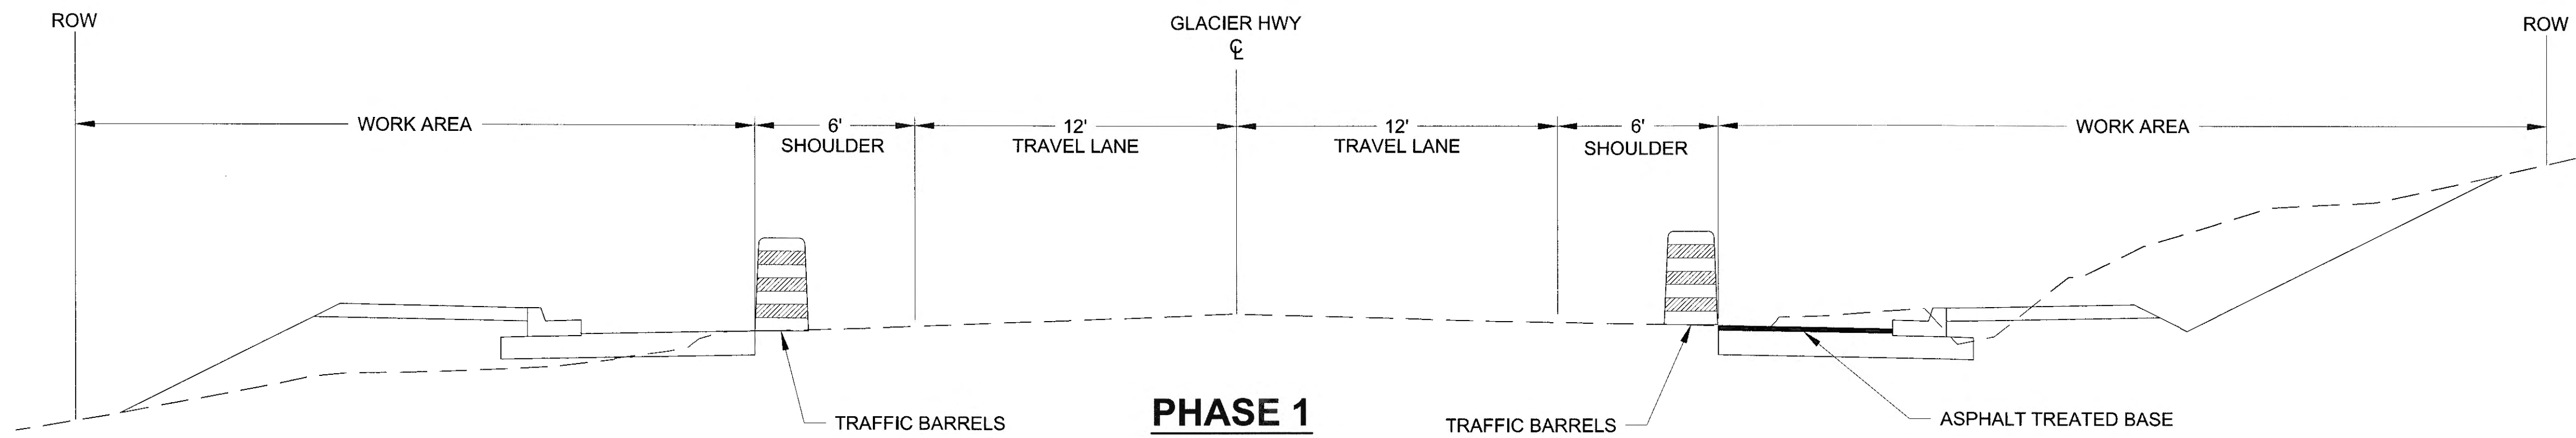 ROW
GLACIER HWY
℄
ROW
WORK AREA
6'
SHOULDER
12'
TRAVEL LANE
12'
TRAVEL LANE
6'
SHOULDER
WORK AREA
TRAFFIC BARRELS
PHASE 1
TRAFFIC BARRELS
ASPHALT TREATED BASE